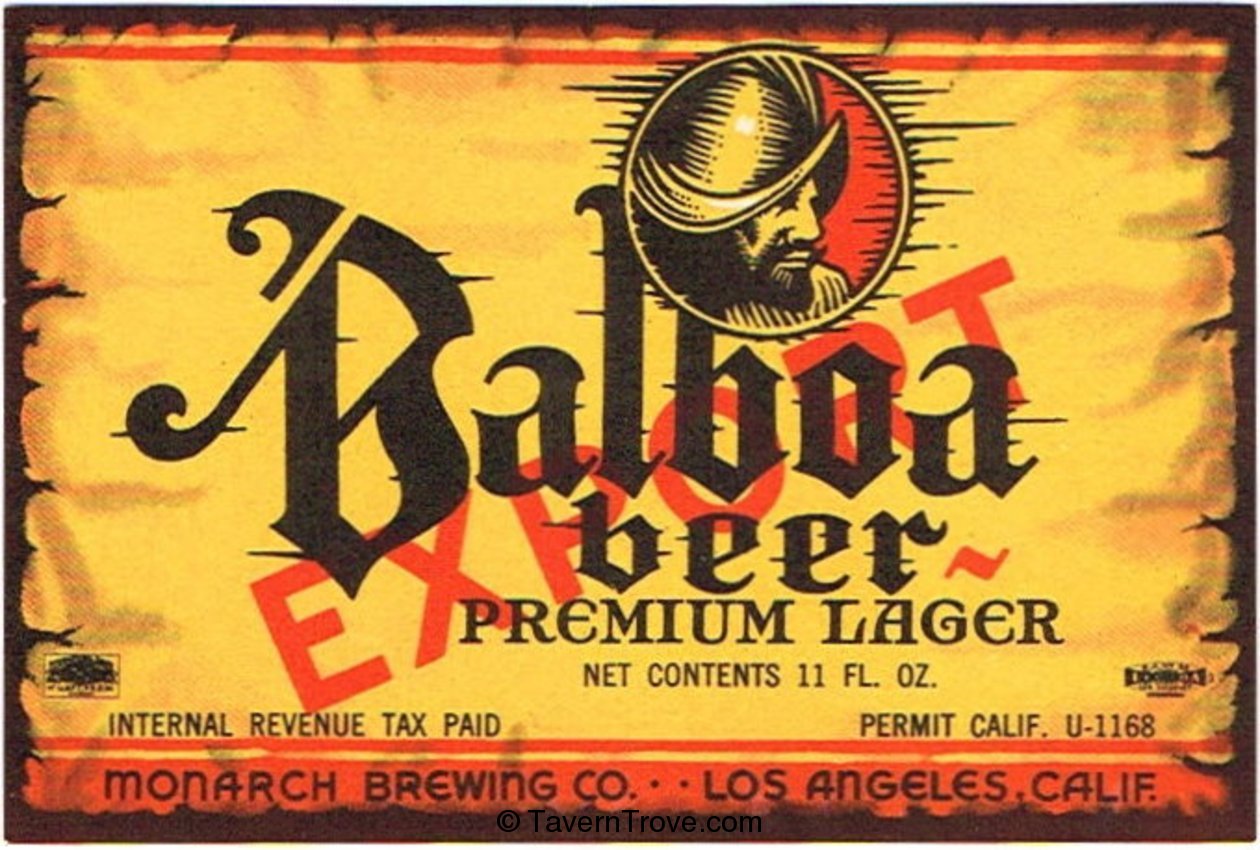 Balboa
EXPORT
beer~
PREMIUM LAGER
NET CONTENTS 11 FL. OZ.
INTERNAL REVENUE TAX PAID
PERMIT CALIF. U-1168
MONARCH BREWING CO. · · LOS ANGELES, CALIF.
© TavernTrove.com